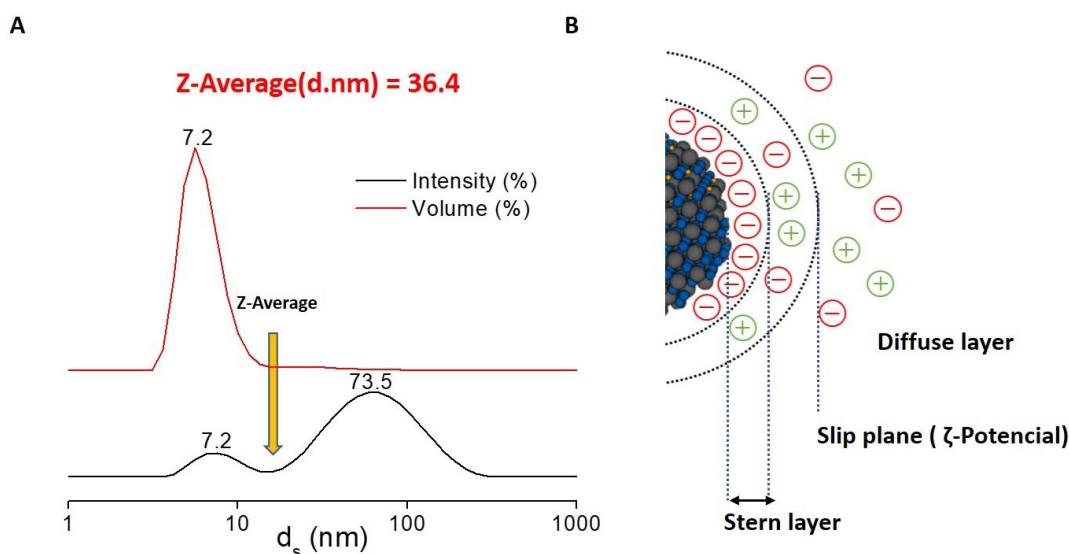 A
Z-Average(d.nm) = 36.4
7.2
Intensity (%)
Volume (%)
Z-Average
73.5
7.2
1
10
100
1000
d_s (nm)
B
Diffuse layer
Slip plane ( ζ-Potencial)
Stern layer